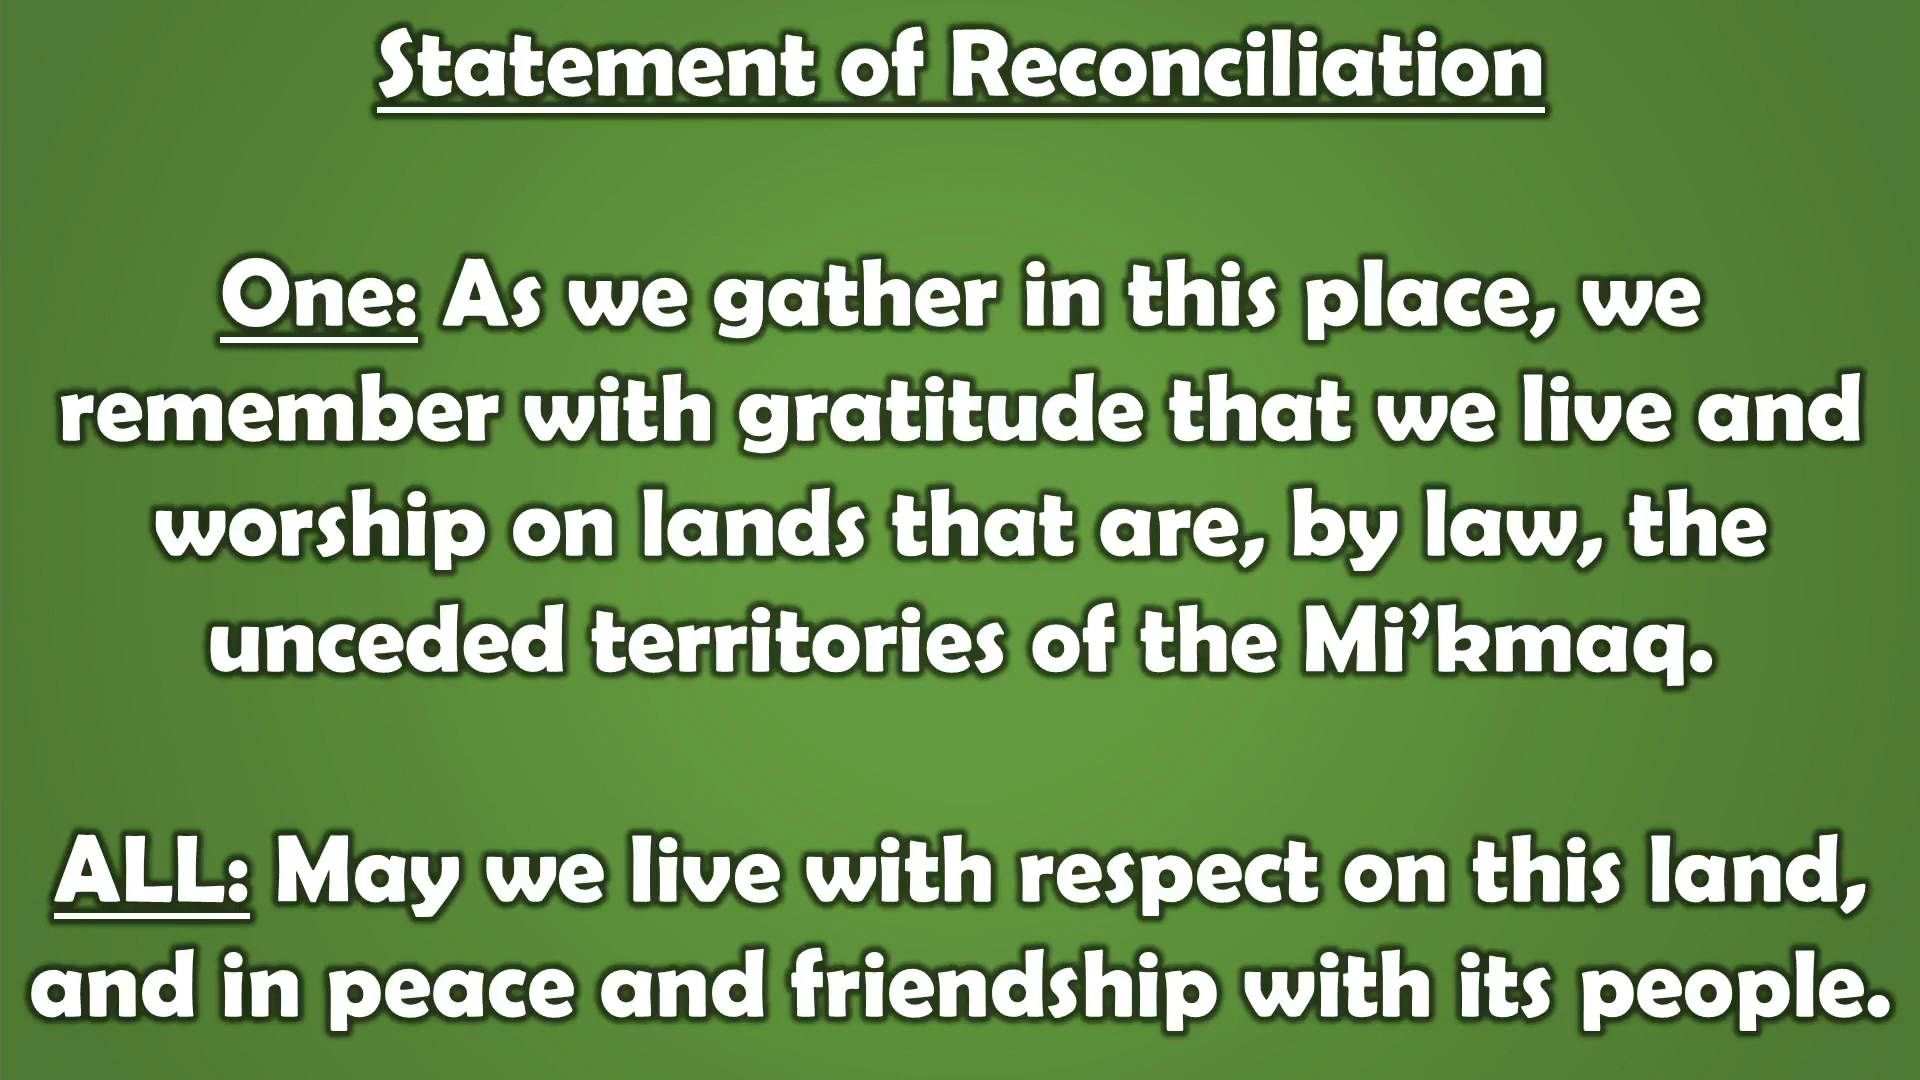 Statement of Reconciliation
One: As we gather in this place, we
remember with gratitude that we live and
worship on lands that are, by law, the
unceded territories of the Mi’kmaq.
ALL: May we live with respect on this land,
and in peace and friendship with its people.